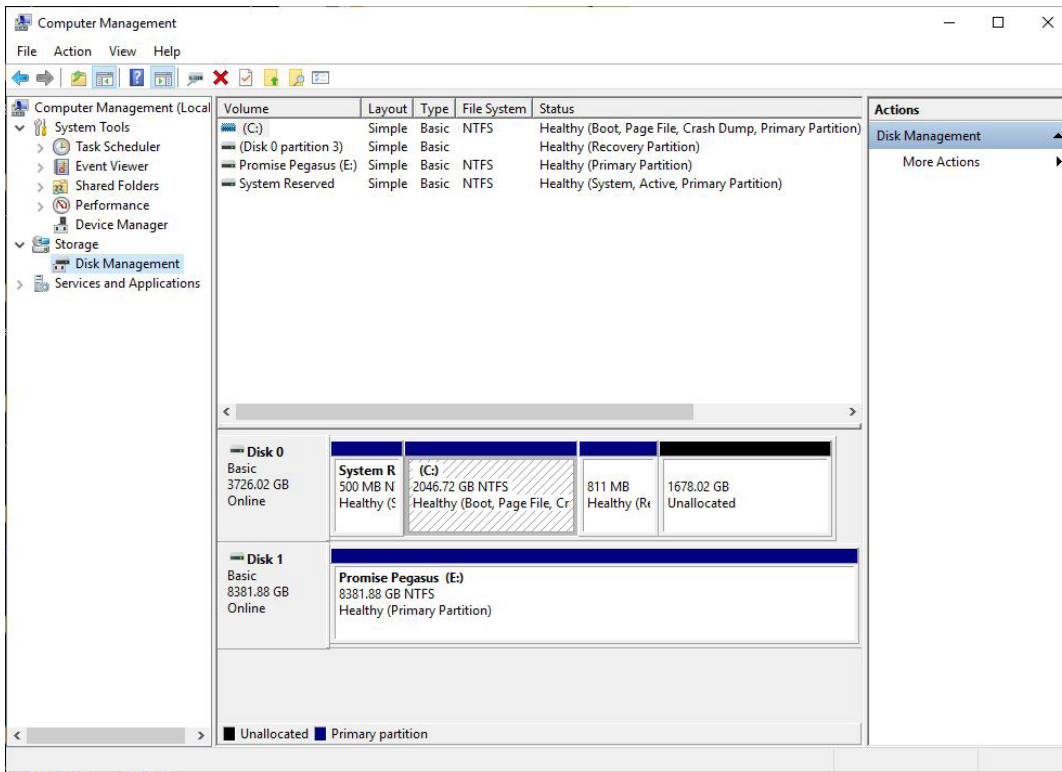 Computer Management
File Action View Help
Computer Management (Local
System Tools
Task Scheduler
Event Viewer
Shared Folders
Performance
Device Manager
Storage
Disk Management
Services and Applications
Volume Layout Type File System Status
(C:) Simple Basic NTFS Healthy (Boot, Page File, Crash Dump, Primary Partition)
(Disk 0 partition 3) Simple Basic Healthy (Recovery Partition)
Promise Pegasus (E:) Simple Basic NTFS Healthy (Primary Partition)
System Reserved Simple Basic NTFS Healthy (System, Active, Primary Partition)
Actions
Disk Management
More Actions
Disk 0
Basic
3726.02 GB
Online
System R
500 MB N
Healthy (S
(C:)
2046.72 GB NTFS
Healthy (Boot, Page File, Cr
811 MB
Healthy (Re
1678.02 GB
Unallocated
Disk 1
Basic
8381.88 GB
Online
Promise Pegasus (E:)
8381.88 GB NTFS
Healthy (Primary Partition)
Unallocated Primary partition